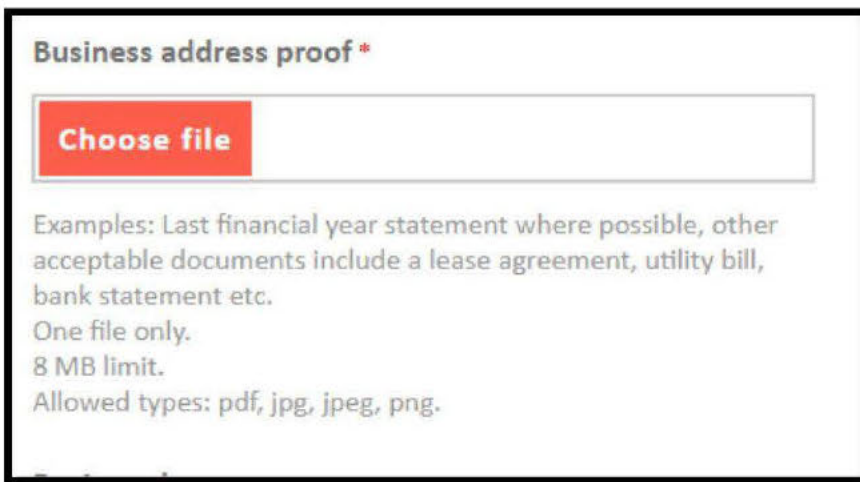 Business address proof *
Choose file
Examples: Last financial year statement where possible, other
acceptable documents include a lease agreement, utility bill,
bank statement etc.
One file only.
8 MB limit.
Allowed types: pdf, jpg, jpeg, png.